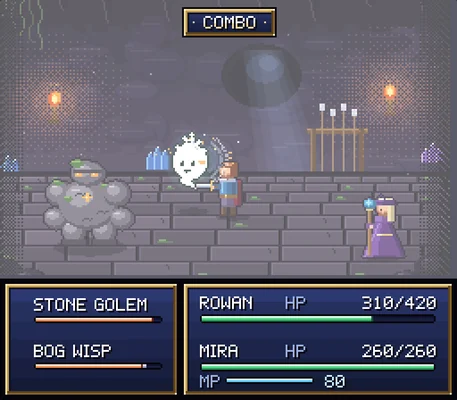 · COMBO ·
STONE GOLEM
BOG WISP
ROWAN HP 310/420
MIRA HP 260/260
MP 80